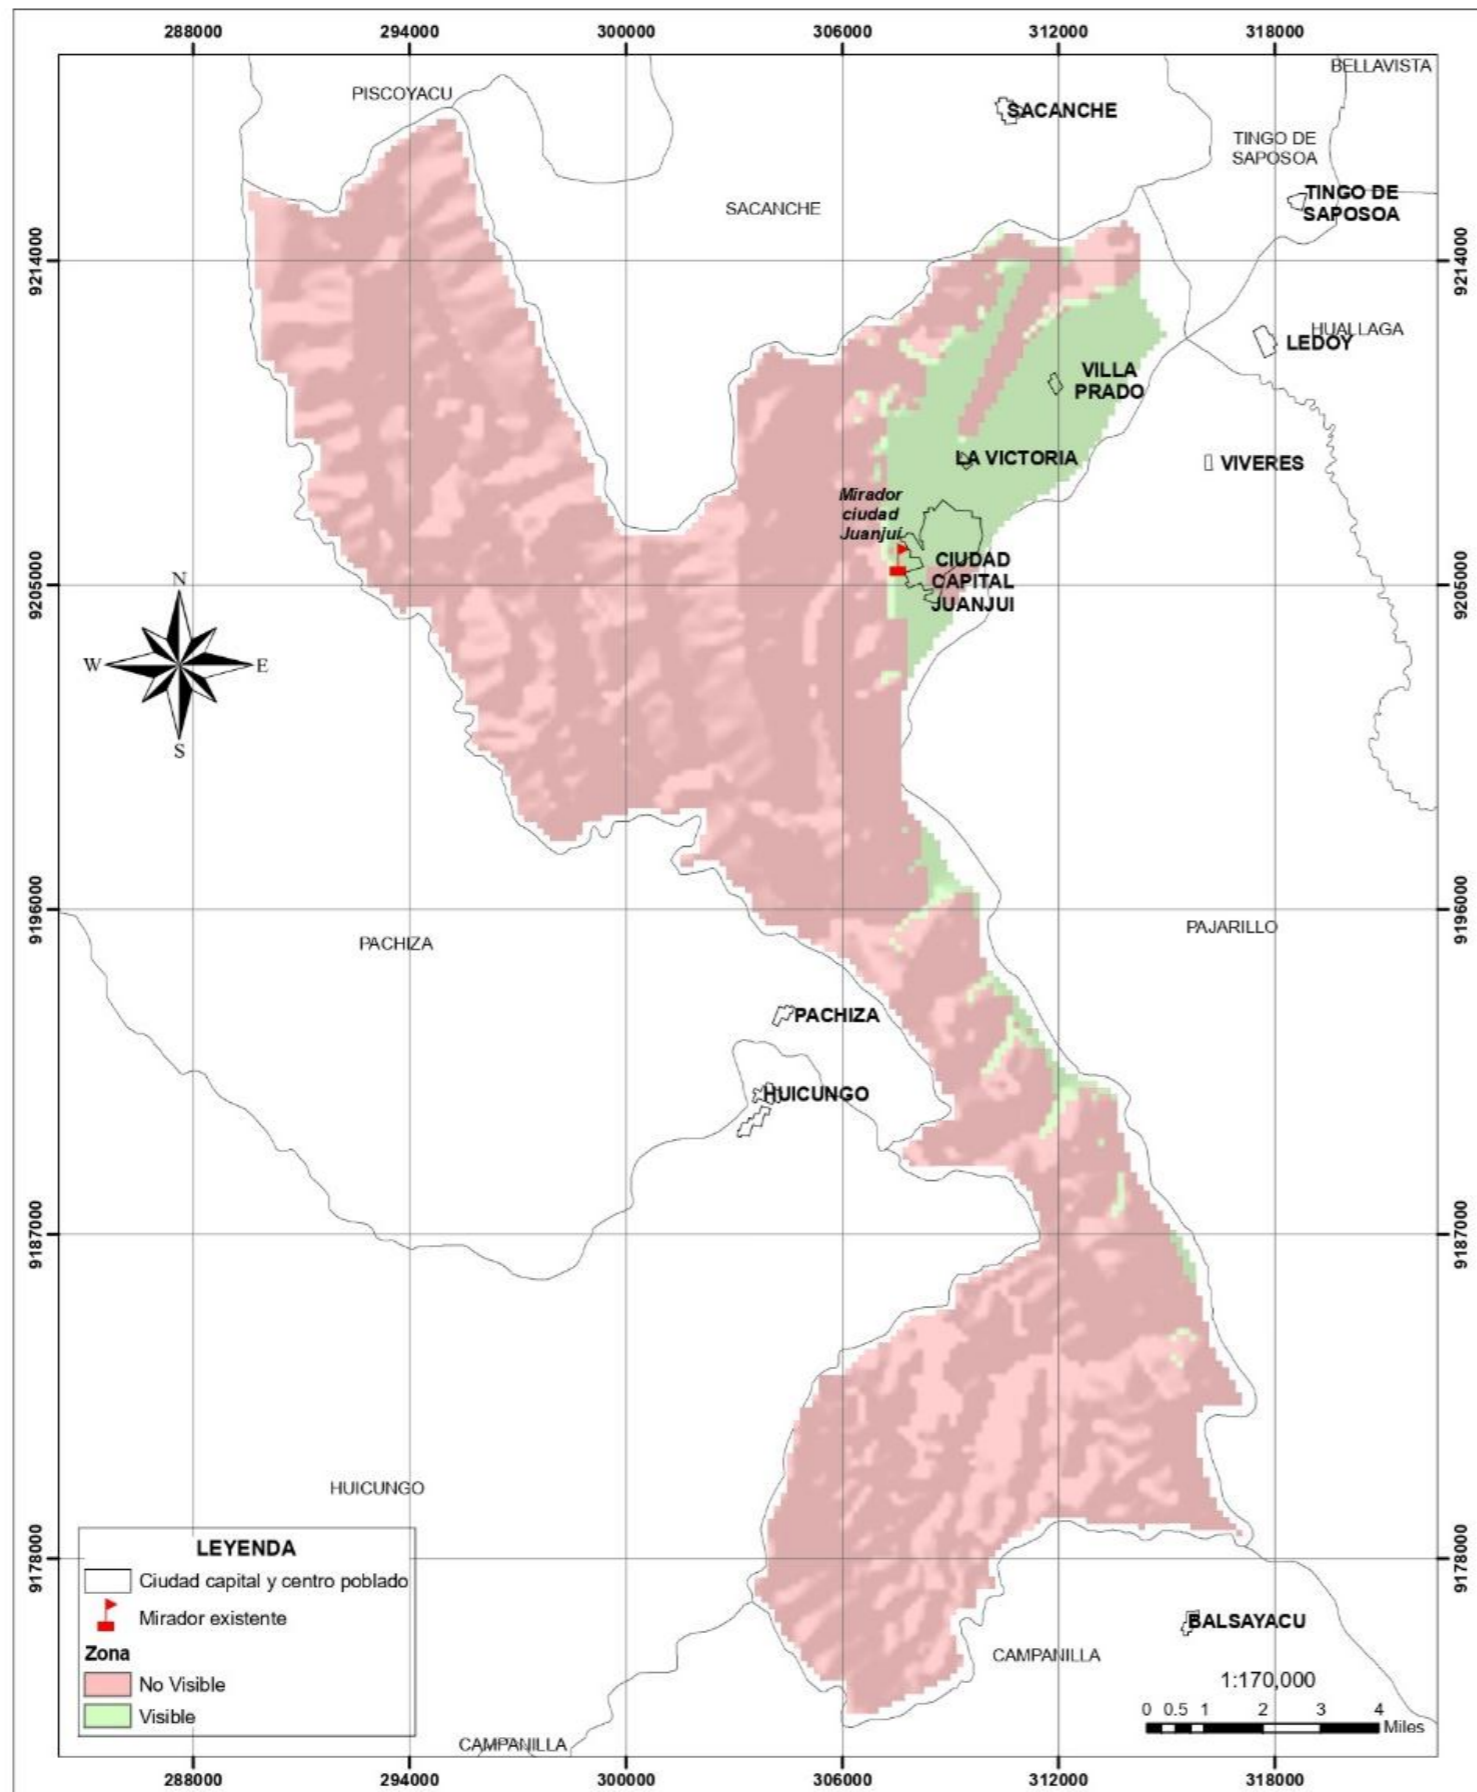 288000
294000
300000
306000
312000
318000
BELLAVISTA
PISCOYACU
SACANCHE
TINGO DE
SAPOSOA
TINGO DE
SAPOSOA
SACANCHE
9214000
9214000
HUALLAGA
LEDOY
VILLA
PRADO
LA VICTORIA
VIVERES
Mirador
ciudad
Juanjuí
CIUDAD
CAPITAL
JUANJUI
9205000
9205000
N
W
E
S
9196000
9196000
PAJARILLO
PACHIZA
PACHIZA
HUICUNGO
9187000
9187000
HUICUNGO
LEYENDA
Ciudad capital y centro poblado
Mirador existente
Zona
No Visible
Visible
9178000
9178000
BALSAYACU
CAMPANILLA
1:170,000
0 0.5 1 2 3 4
Miles
CAMPANILLA
288000
294000
300000
306000
312000
318000